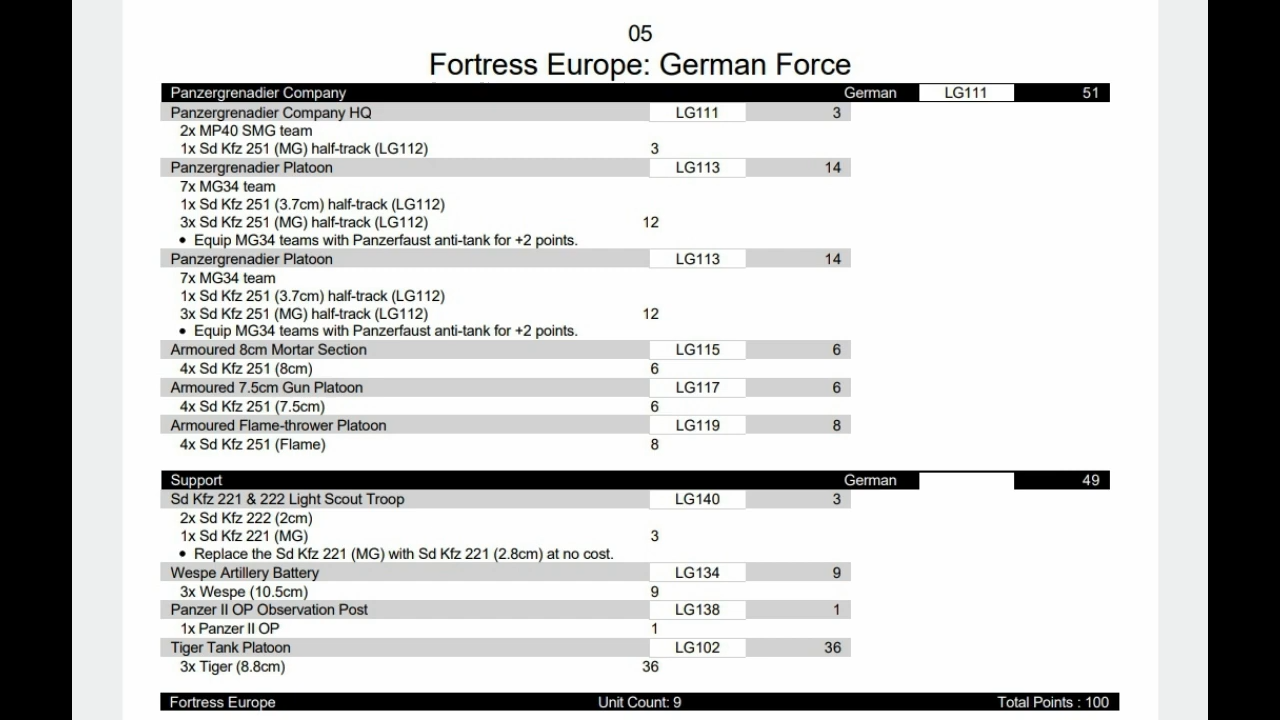 05
Fortress Europe: German Force
Panzergrenadier Company German LG111 51
Panzergrenadier Company HQ LG111 3
2x MP40 SMG team
1x Sd Kfz 251 (MG) half-track (LG112) 3
Panzergrenadier Platoon LG113 14
7x MG34 team
1x Sd Kfz 251 (3.7cm) half-track (LG112)
3x Sd Kfz 251 (MG) half-track (LG112) 12
• Equip MG34 teams with Panzerfaust anti-tank for +2 points.
Panzergrenadier Platoon LG113 14
7x MG34 team
1x Sd Kfz 251 (3.7cm) half-track (LG112)
3x Sd Kfz 251 (MG) half-track (LG112) 12
• Equip MG34 teams with Panzerfaust anti-tank for +2 points.
Armoured 8cm Mortar Section LG115 6
4x Sd Kfz 251 (8cm) 6
Armoured 7.5cm Gun Platoon LG117 6
4x Sd Kfz 251 (7.5cm) 6
Armoured Flame-thrower Platoon LG119 8
4x Sd Kfz 251 (Flame) 8
Support German 49
Sd Kfz 221 & 222 Light Scout Troop LG140 3
2x Sd Kfz 222 (2cm)
1x Sd Kfz 221 (MG) 3
• Replace the Sd Kfz 221 (MG) with Sd Kfz 221 (2.8cm) at no cost.
Wespe Artillery Battery LG134 9
3x Wespe (10.5cm) 9
Panzer II OP Observation Post LG138 1
1x Panzer II OP 1
Tiger Tank Platoon LG102 36
3x Tiger (8.8cm) 36
Fortress Europe Unit Count: 9 Total Points : 100